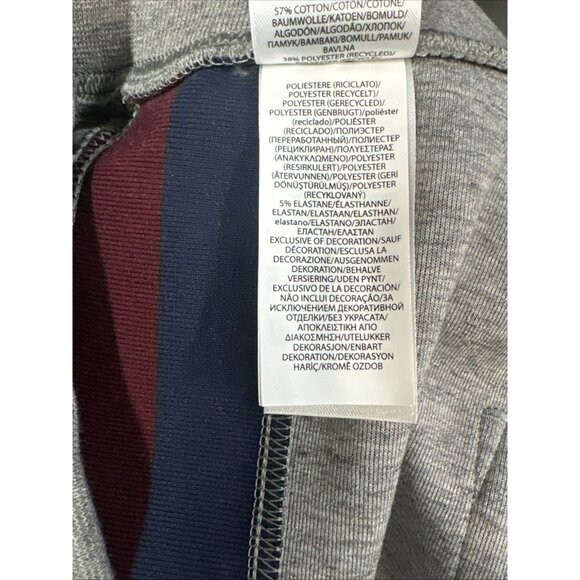 57% COTTON/COTON/COTONE/
BAUMWOLLE/KATOEN/BOMULD/
ALGODÓN/ALGODÃO/ХЛОПОК/
ПАМУК/ΒΑΜΒΑΚΙ/BOMULL/PAMUK/
BAVLNA
38% POLYESTER (RECYCLED)/
POLIESTERE (RICICLATO)/
POLYESTER (RECYCELT)/
POLYESTER (GERECYCLED)/
POLYESTER (GENBRUGT)/poliéster
(reciclado)/POLIÉSTER
(RECICLADO)/ПОЛИЭСТЕР
(ПЕРЕРАБОТАННЫЙ)/ПОЛИЕСТЕР
(РЕЦИКЛИРАН)/ΠΟΛΥΕΣΤΕΡΑΣ
(ΑΝΑΚΥΚΛΩΜΕΝΟ)/POLYESTER
(RESIRKULERT)/POLYESTER
(ÅTERVUNNEN)/POLYESTER (GERİ
DÖNÜŞTÜRÜLMÜŞ)/POLYESTER
(RECYKLOVANÝ)
5% ELASTANE/ÉLASTHANNE/
ELASTAN/ELASTAAN/ELASTHAN/
elastano/ELASTANO/ЭЛАСТАН/
ЕЛАСТАН/ΕΛΑΣΤΑΝ
EXCLUSIVE OF DECORATION/SAUF
DÉCORATION/ESCLUSA LA
DECORAZIONE/AUSGENOMMEN
DEKORATION/BEHALVE
VERSIERING/UDEN PYNT/
EXCLUSIVO DE LA DECORACIÓN/
NÃO INCLUI DECORAÇÃO/ЗА
ИСКЛЮЧЕНИЕМ ДЕКОРАТИВНОЙ
ОТДЕЛКИ/БЕЗ УКРАСАТА/
ΑΠΟΚΛΕΙΣΤΙΚΗ ΑΠΟ
ΔΙΑΚΟΣΜΗΣΗ/UTELUKKER
DEKORASJON/ENBART
DEKORATION/DEKORASYON
HARİÇ/KROMĚ OZDOB